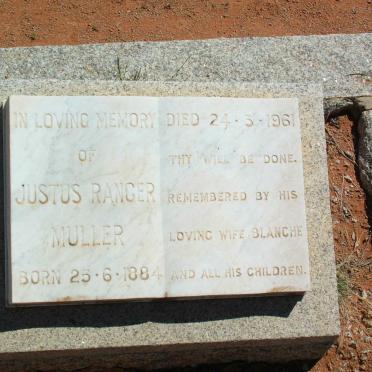 IN LOVING MEMORY
OF
JUSTUS RANGER
MULLER
BORN 25-6-1884
DIED 24-3-1961
THY WILL BE DONE.
REMEMBERED BY HIS
LOVING WIFE BLANCHE
AND ALL HIS CHILDREN.